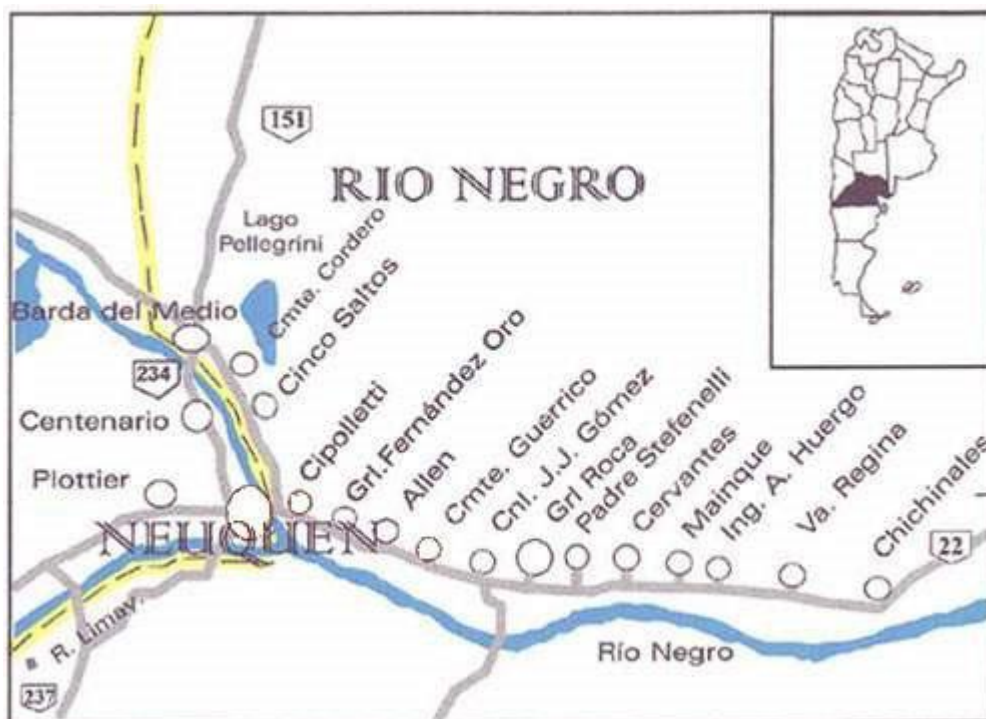 151
RIO NEGRO
Lago
Pellegrini
Cmte. Cordero
Cinco Saltos
Barda del Medio
234
Centenario
Plottier
NEUQUEN
Cipolletti
Grl.Fernández Oro
Allen
Cmte. Guerrico
Cnl. J.J. Gómez
Grl Roca
Padre Stefenelli
Cervantes
Mainque
Ing. A. Huergo
Va. Regina
Chichinales
22
R. Limay.
Río Negro
237